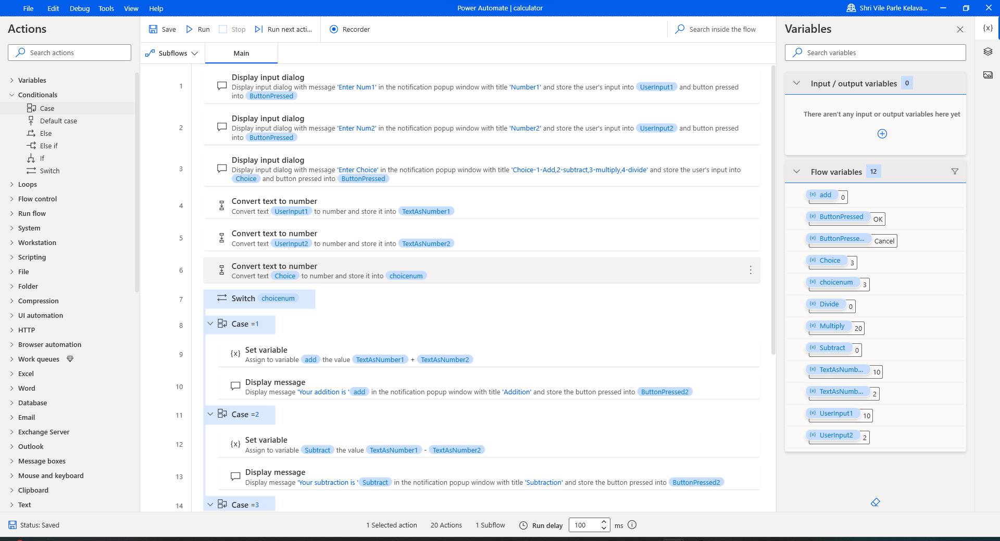 File Edit Debug Tools View Help
Power Automate | calculator
Shri Vile Parle Kelava...
Actions
Search actions
Variables
Conditionals
Case
Default case
Else
Else if
If
Switch
Loops
Flow control
Run flow
System
Workstation
Scripting
File
Folder
Compression
UI automation
HTTP
Browser automation
Work queues
Excel
Word
Database
Email
Exchange Server
Outlook
Message boxes
Mouse and keyboard
Clipboard
Text
Save Run Stop Run next acti... Recorder
Search inside the flow
Subflows Main
1
Display input dialog
Display input dialog with message 'Enter Num1' in the notification popup window with title 'Number1' and store the user's input into UserInput1 and button pressed
into ButtonPressed
2
Display input dialog
Display input dialog with message 'Enter Num2' in the notification popup window with title 'Number2' and store the user's input into UserInput2 and button pressed
into ButtonPressed
3
Display input dialog
Display input dialog with message 'Enter Choice' in the notification popup window with title 'Choice-1-Add,2-subtract,3-multiply,4-divide' and store the user's input into
Choice and button pressed into ButtonPressed
4
Convert text to number
Convert text UserInput1 to number and store it into TextAsNumber1
5
Convert text to number
Convert text UserInput2 to number and store it into TextAsNumber2
6
Convert text to number
Convert text Choice to number and store it into choicenum
7
Switch choicenum
8
Case =1
9
{x} Set variable
Assign to variable add the value TextAsNumber1 + TextAsNumber2
10
Display message
Display message 'Your addition is ' add in the notification popup window with title 'Addition' and store the button pressed into ButtonPressed2
11
Case =2
12
{x} Set variable
Assign to variable Subtract the value TextAsNumber1 - TextAsNumber2
13
Display message
Display message 'Your subtraction is ' Subtract in the notification popup window with title 'Subtraction' and store the button pressed into ButtonPressed2
14
Case =3
Variables
{x}
Search variables
Input / output variables 0
There aren't any input or output variables here yet
Flow variables 12
{x} add 0
{x} ButtonPressed OK
{x} ButtonPresse... Cancel
{x} Choice 3
{x} choicenum 3
{x} Divide 0
{x} Multiply 20
{x} Subtract 0
{x} TextAsNumb... 10
{x} TextAsNumb... 2
{x} UserInput1 10
{x} UserInput2 2
Status: Saved
1 Selected action 20 Actions 1 Subflow Run delay 100 ms